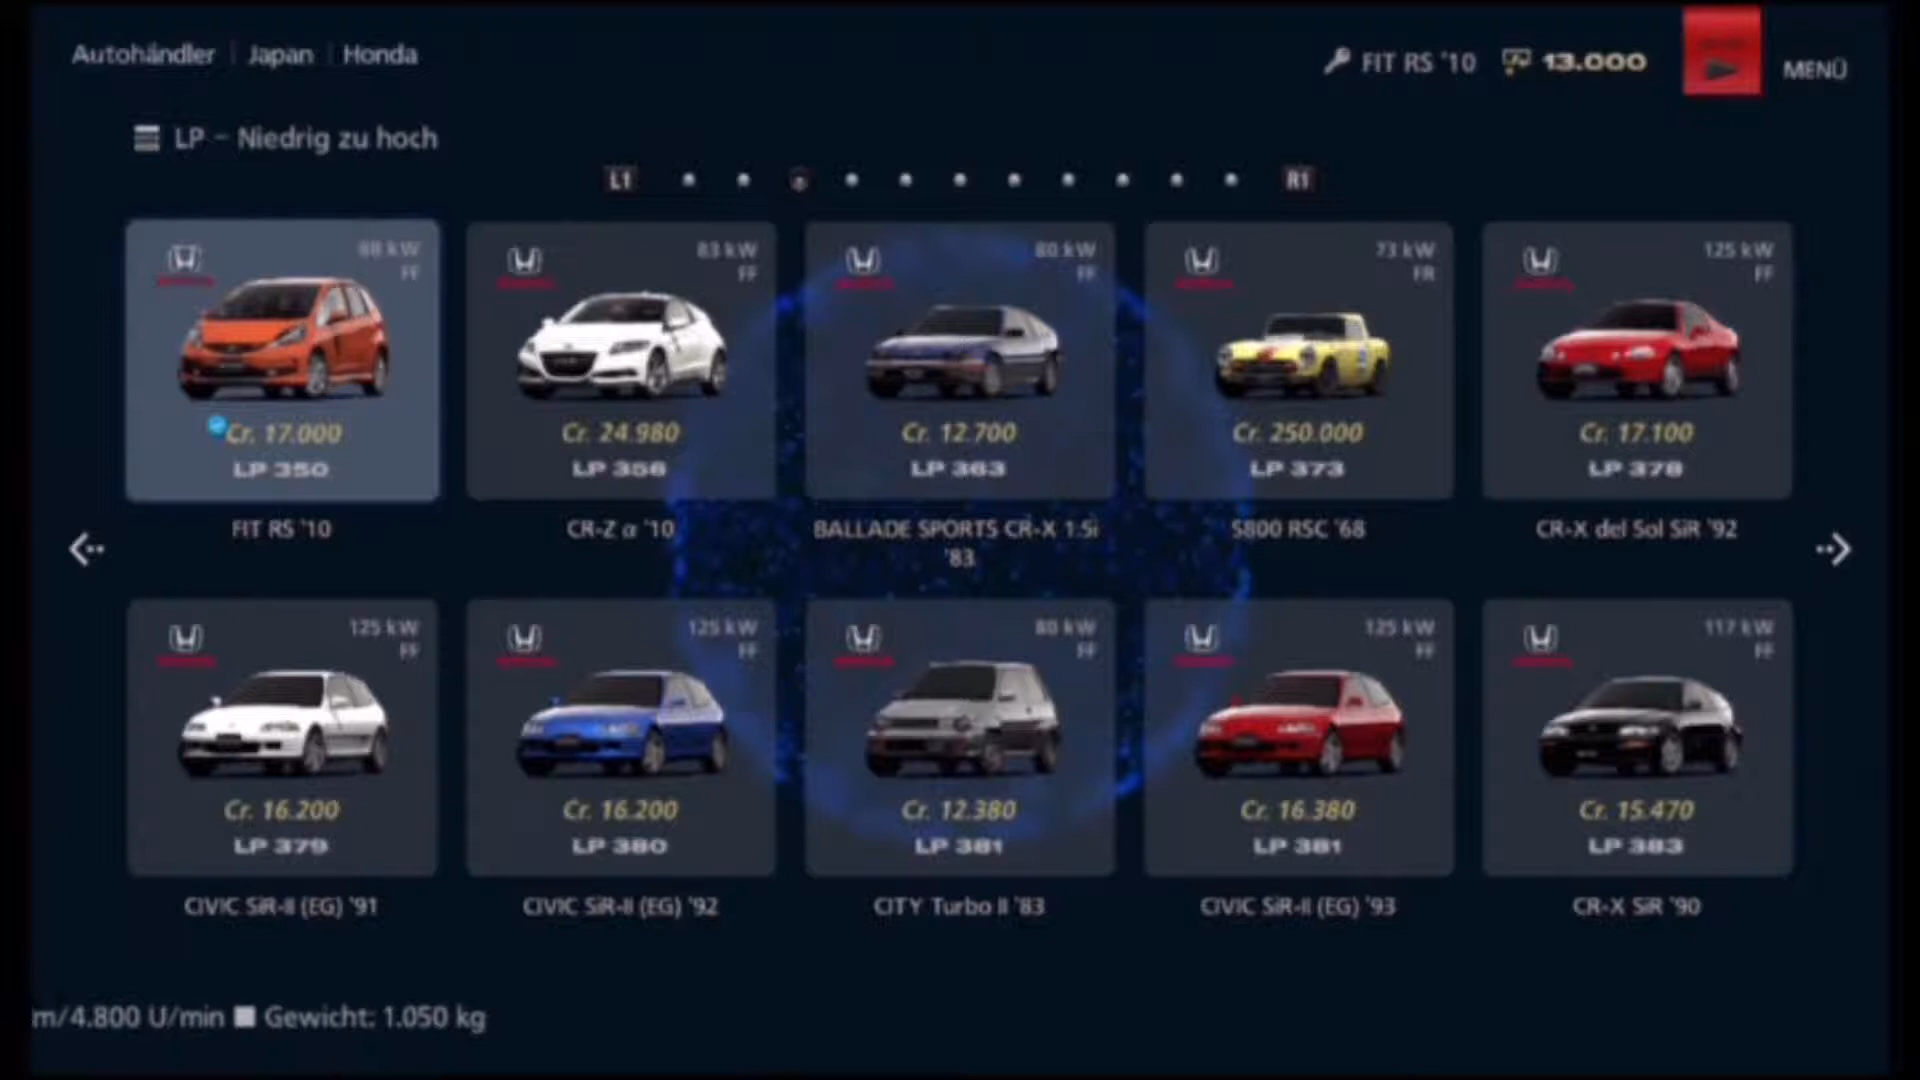 Autohändler | Japan | Honda
FIT RS '10
13.000
MENÜ
LP – Niedrig zu hoch
L1
R1
FF
Cr. 17.000
LP 350
FIT RS '10
83 kW
FF
Cr. 24.980
LP 356
CR-Z α '10
80 kW
FF
Cr. 12.700
LP 363
BALLADE SPORTS CR-X 1.5i
'83
73 kW
FR
Cr. 250.000
LP 373
S800 RSC '68
125 kW
FF
Cr. 17.100
LP 378
CR-X del Sol SiR '92
125 kW
FF
Cr. 16.200
LP 379
CIVIC SiR-II (EG) '91
125 kW
FF
Cr. 16.200
LP 380
CIVIC SiR-II (EG) '92
80 kW
FF
Cr. 12.380
LP 381
CITY Turbo II '83
125 kW
FF
Cr. 16.380
LP 381
CIVIC SiR-II (EG) '93
117 kW
FF
Cr. 15.470
LP 383
CR-X SiR '90
m/4.800 U/min ■ Gewicht: 1.050 kg